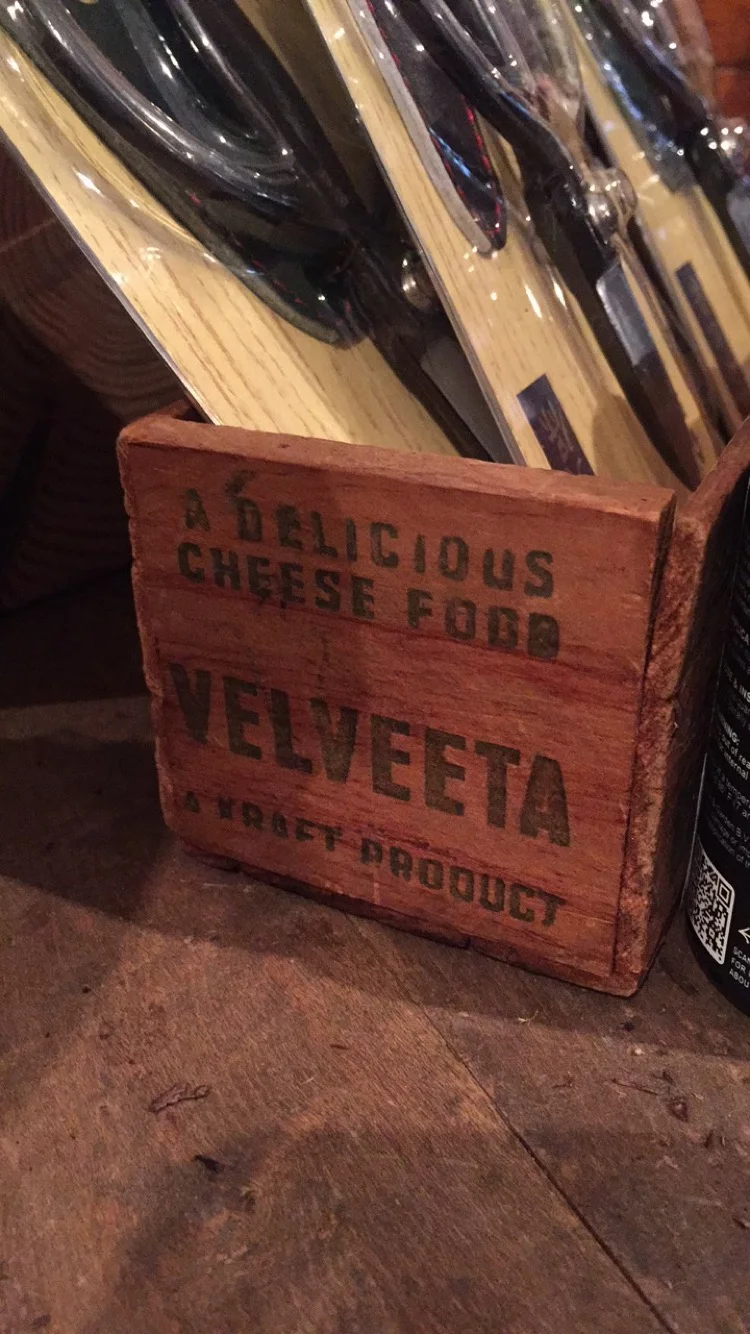 A DELICIOUS
CHEESE FOOD
VELVEETA
A KRAFT PRODUCT